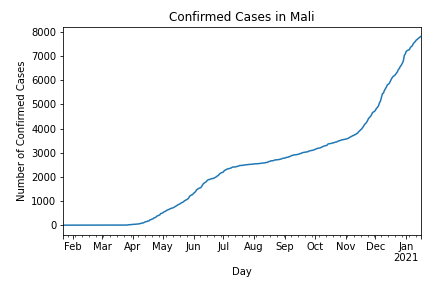 Confirmed Cases in Mali
Number of Confirmed Cases
8000
7000
6000
5000
4000
3000
2000
1000
0
Feb Mar Apr May Jun Jul Aug Sep Oct Nov Dec Jan
2021
Day